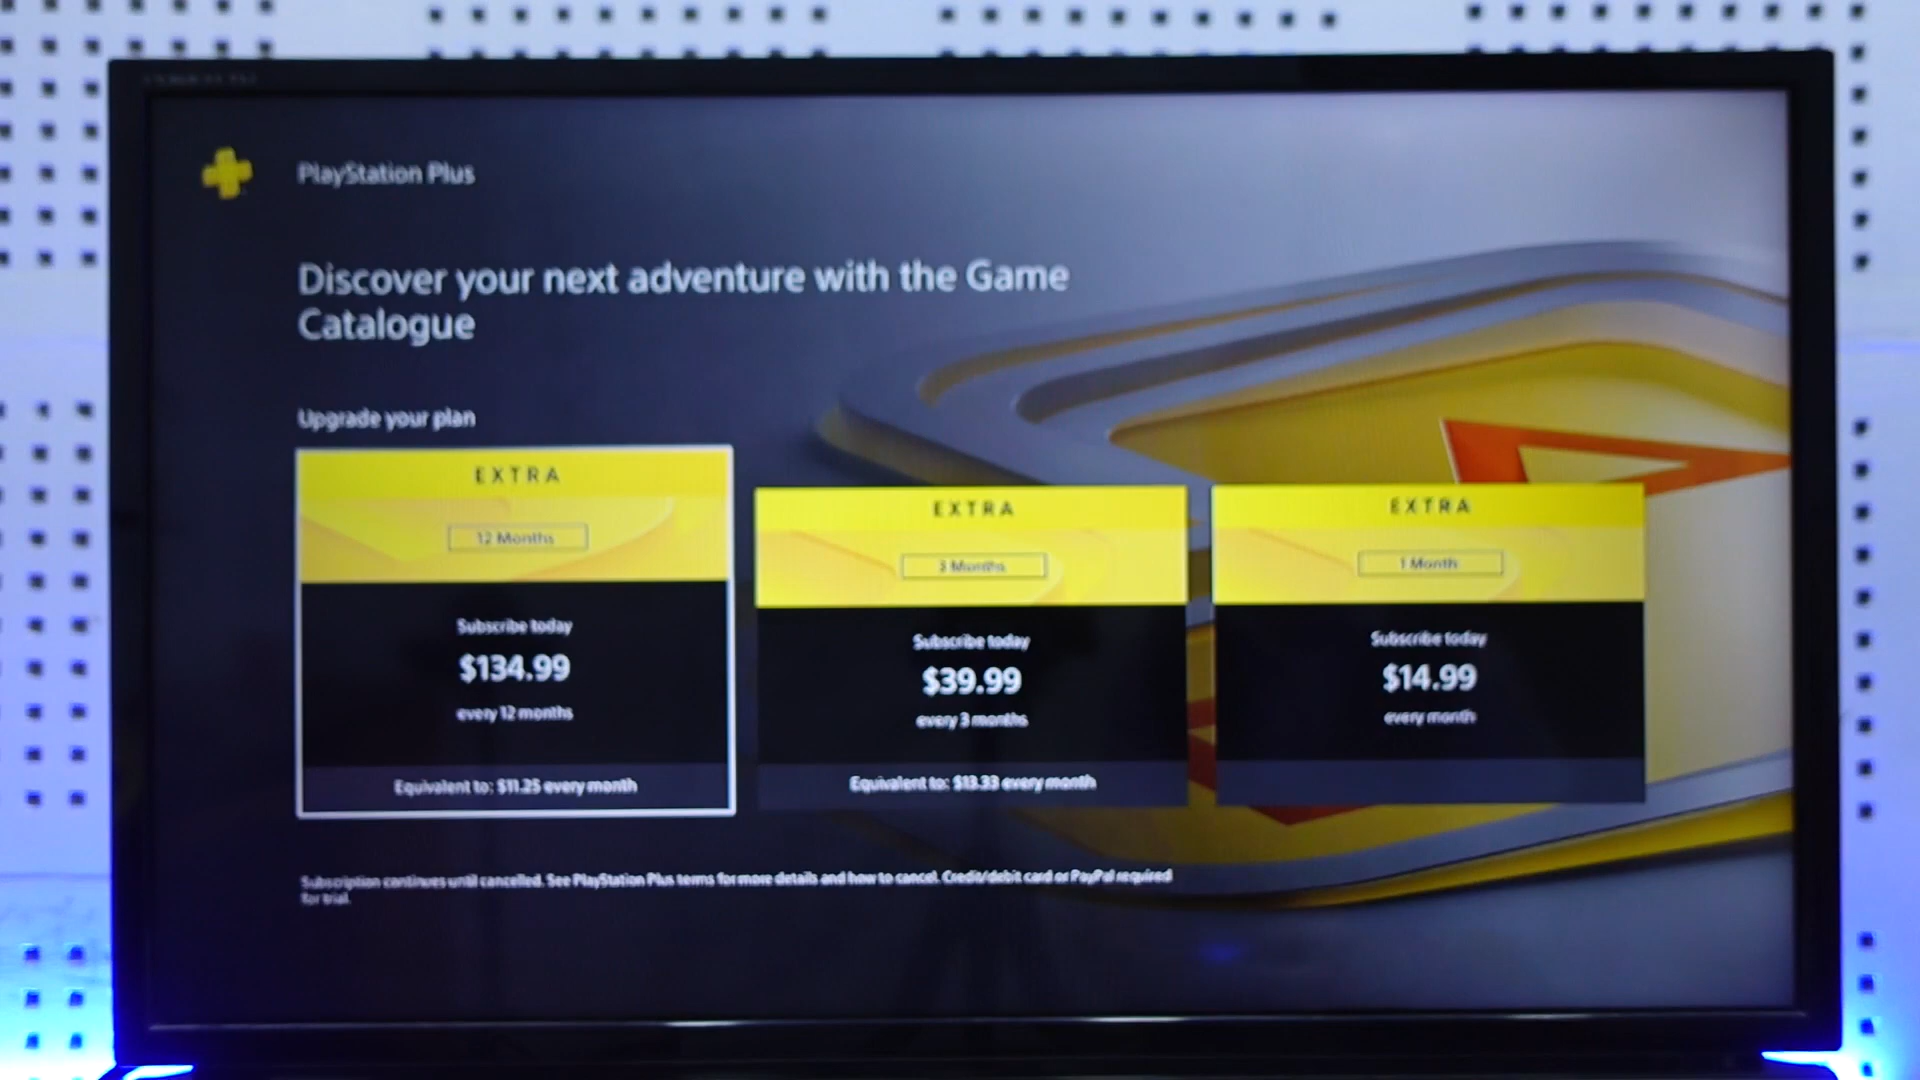 PlayStation Plus
Discover your next adventure with the Game
Catalogue
Upgrade your plan
EXTRA
12 Months
Subscribe today
$134.99
every 12 months
Equivalent to: $11.25 every month
EXTRA
3 Months
Subscribe today
$39.99
every 3 months
Equivalent to: $13.33 every month
EXTRA
1 Month
Subscribe today
$14.99
every month
Subscription continues until cancelled. See PlayStation Plus terms for more details and how to cancel. Credit/debit card or PayPal required
for trial.